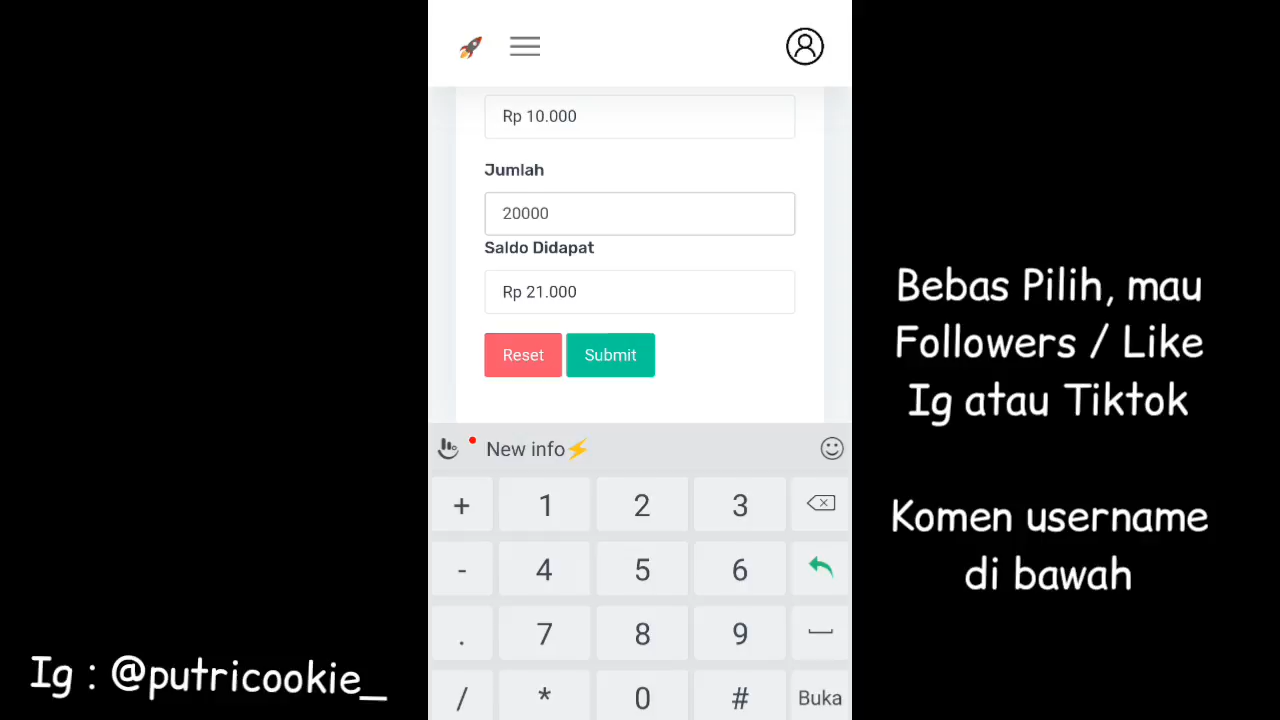 Rp 10.000
Jumlah
20000
Saldo Didapat
Rp 21.000
Reset Submit
New info⚡
+ 1 2 3
- 4 5 6
. 7 8 9
/ * 0 # Buka
Bebas Pilih, mau
Followers / Like
Ig atau Tiktok
Komen username
di bawah
Ig : @putricookie_